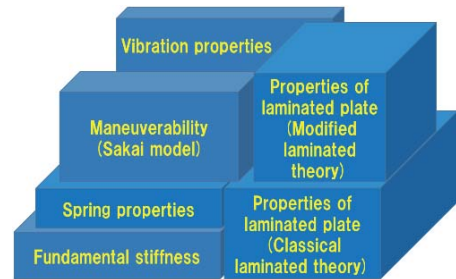 Vibration properties
Properties of
laminated plate
(Modified
laminated
theory)
Maneuverability
(Sakai model)
Spring properties
Properties of
laminated plate
(Classical
laminated theory)
Fundamental stiffness